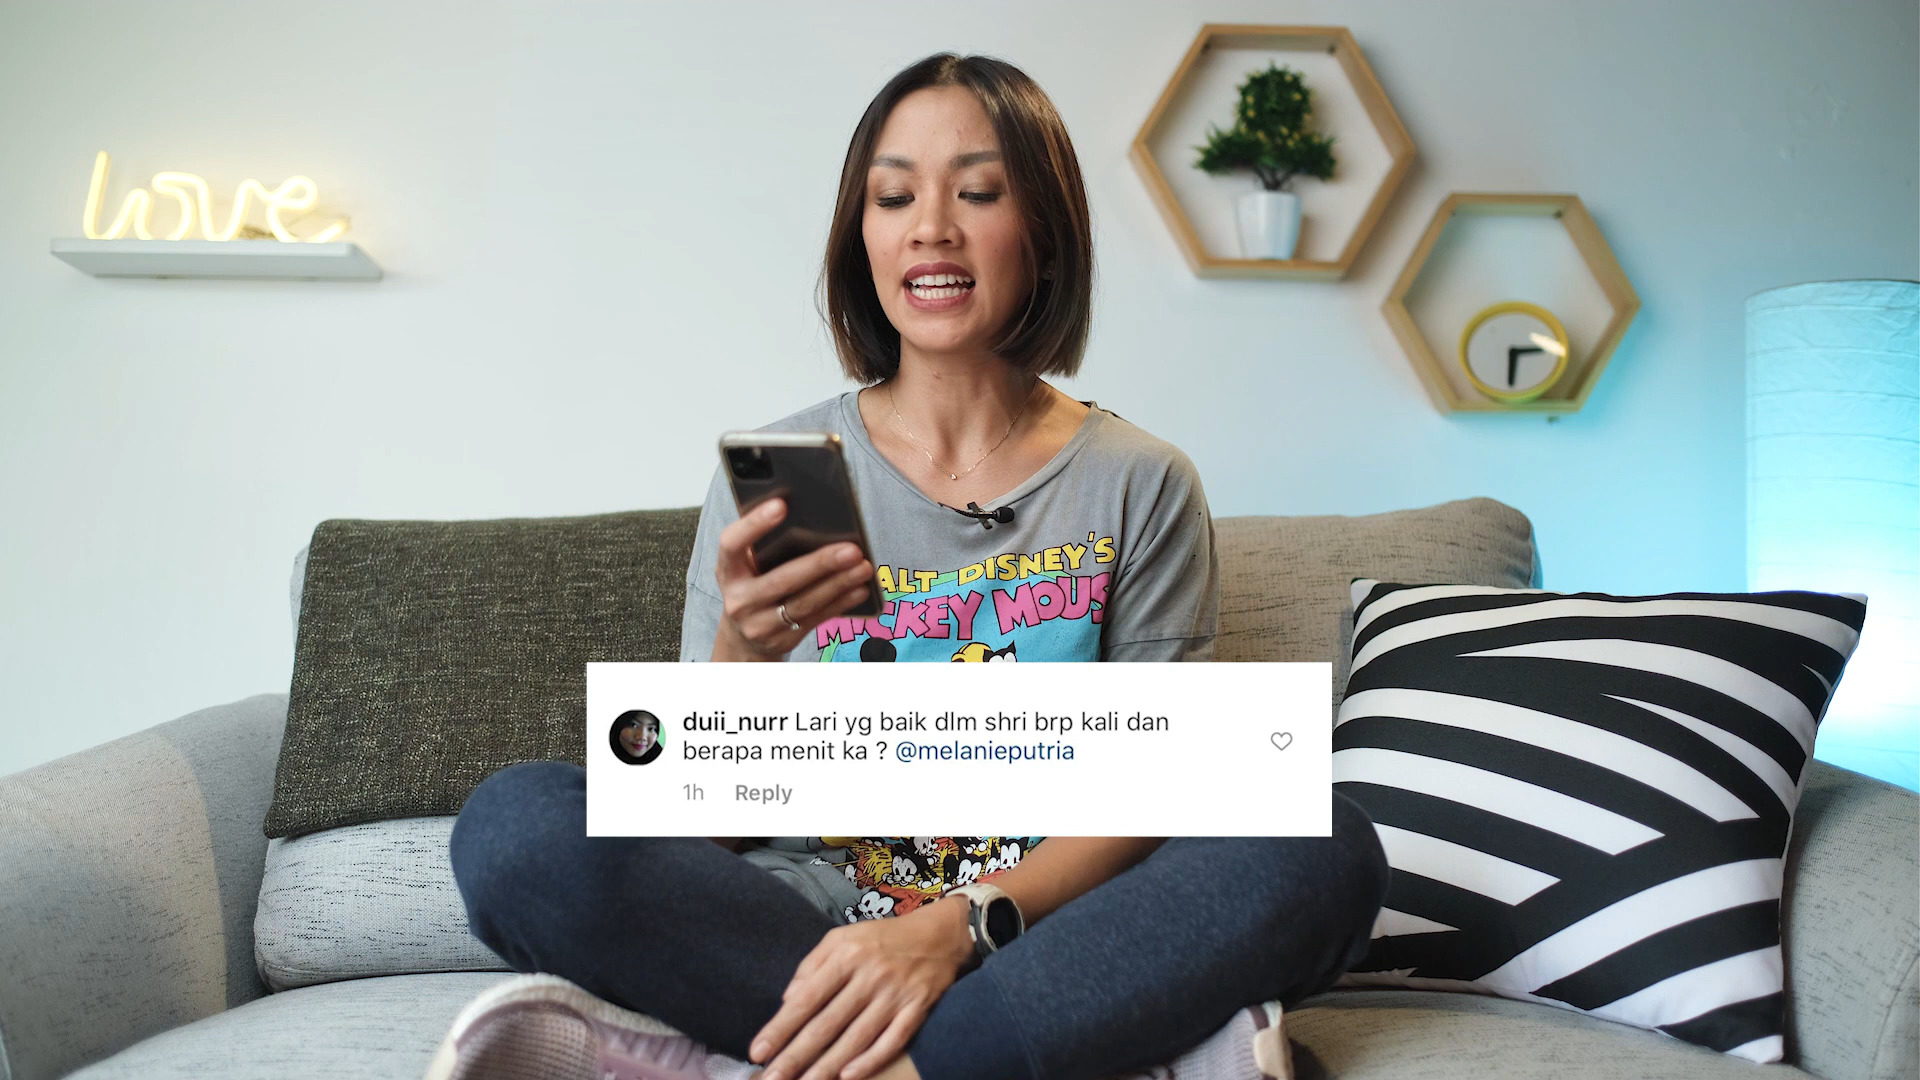 love
WALT DISNEY'S
MICKEY MOUS
duii_nurr Lari yg baik dlm shri brp kali dan
berapa menit ka ? @melanieputria
1h Reply